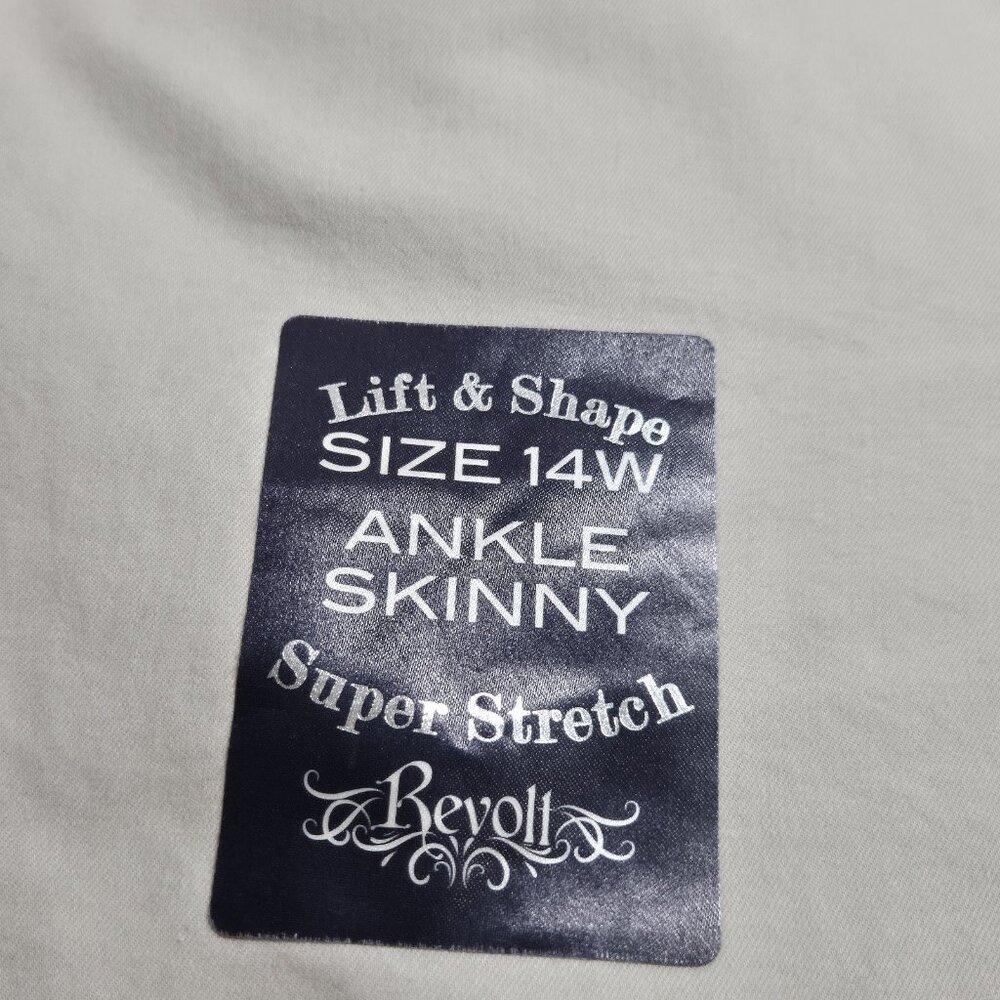 Lift & Shape
SIZE 14W
ANKLE
SKINNY
Super Stretch
Revolt